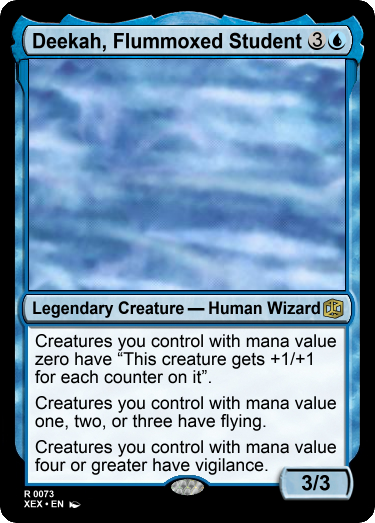 Deekah, Flummoxed Student 3
Legendary Creature — Human Wizard
Creatures you control with mana value
zero have “This creature gets +1/+1
for each counter on it”.
Creatures you control with mana value
one, two, or three have flying.
Creatures you control with mana value
four or greater have vigilance.
3/3
R 0073
XEX • EN